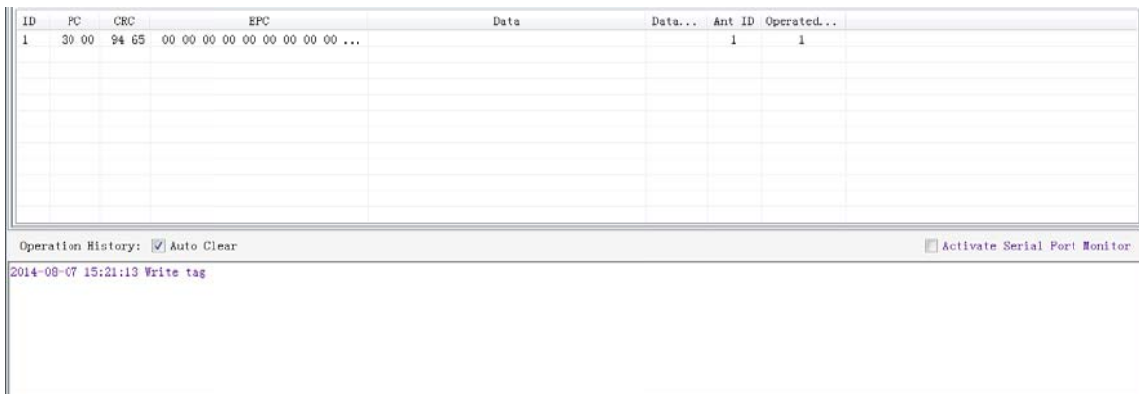 ID PC CRC EPC Data Data... Ant ID Operated...
1 30 00 94 65 00 00 00 00 00 00 00 00 00 ... 1 1
Operation History: Auto Clear Activate Serial Port Monitor
2014-08-07 15:21:13 Write tag